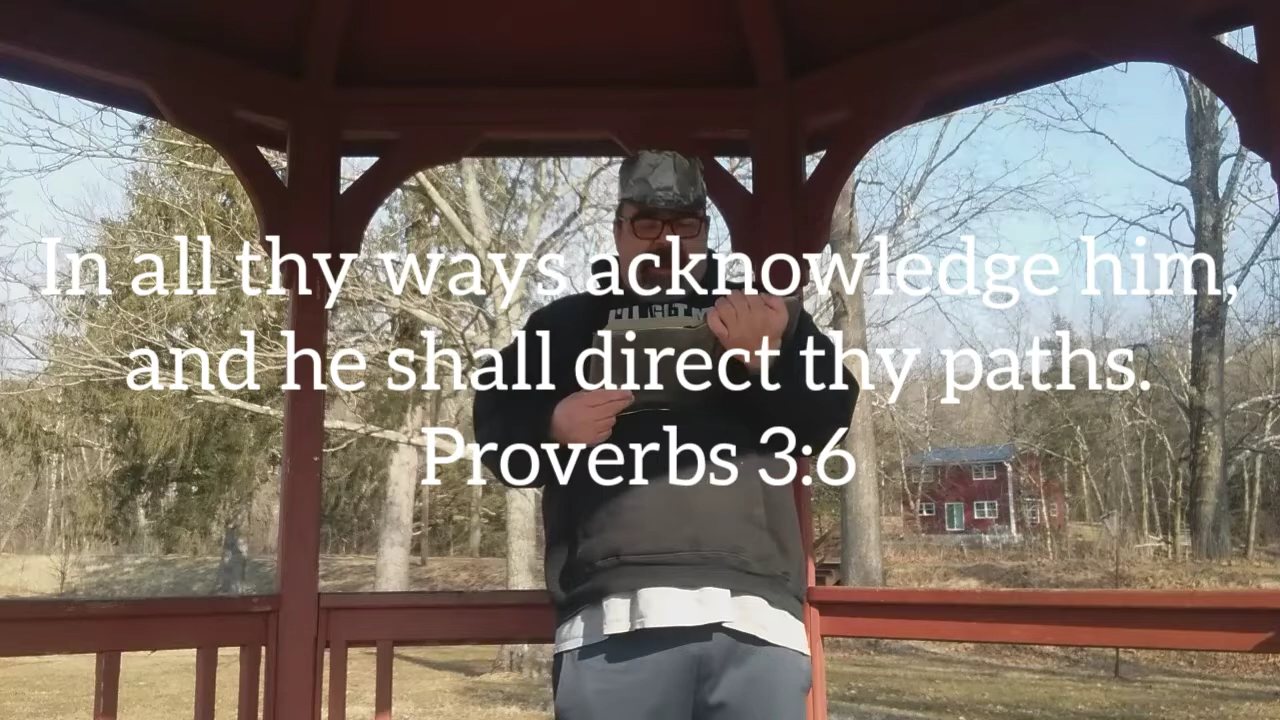 In all thy ways acknowledge him,
and he shall direct thy paths.
Proverbs 3:6